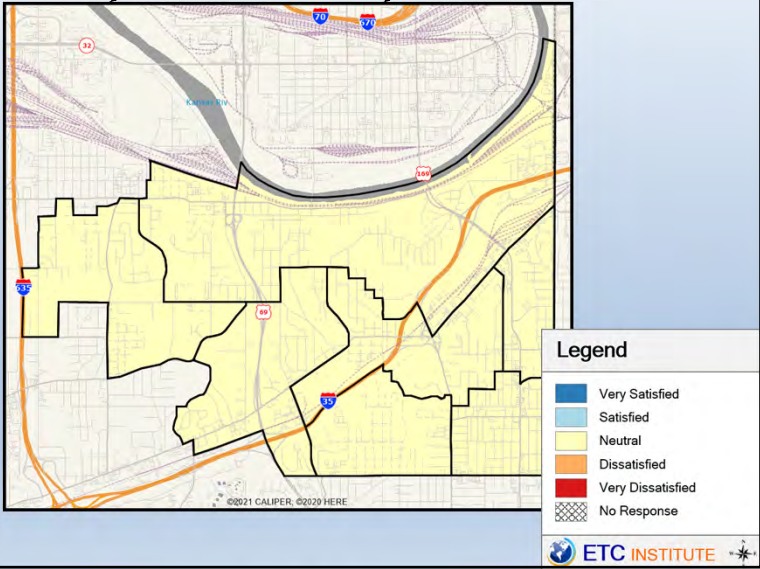 70
670
32
Kansas Riv
169
635
69
35
©2021 CALIPER; ©2020 HERE
Legend
Very Satisfied
Satisfied
Neutral
Dissatisfied
Very Dissatisfied
No Response
ETC INSTITUTE
N
W E
S